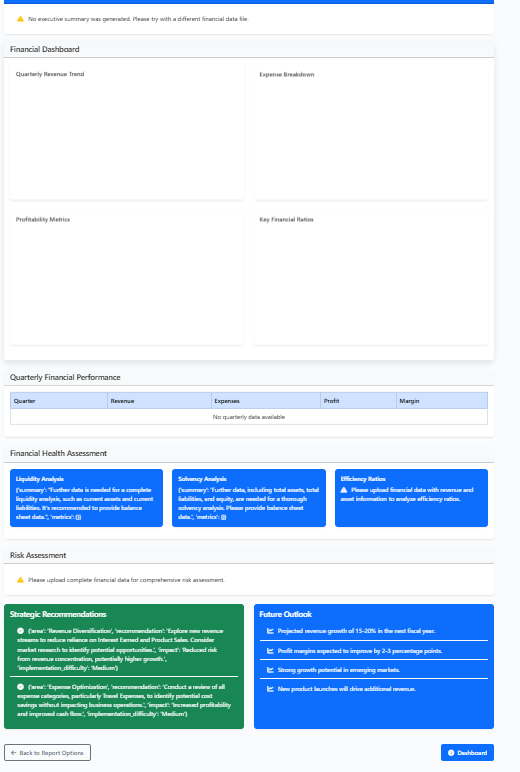 No executive summary was generated. Please try with a different financial data file.
Financial Dashboard
Quarterly Revenue Trend
Expense Breakdown
Profitability Metrics
Key Financial Ratios
Quarterly Financial Performance
Quarter Revenue Expenses Profit Margin
No quarterly data available
Financial Health Assessment
Liquidity Analysis
{'summary': "Further data is needed for a complete
liquidity analysis, such as current assets and current
liabilities. It's recommended to provide balance
sheet data.", 'metrics': {}}
Solvency Analysis
{'summary': 'Further data, including total assets, total
liabilities, and equity, are needed for a thorough
solvency analysis. Please provide balance sheet
data.', 'metrics': {}}
Efficiency Ratios
Please upload financial data with revenue and
asset information to analyze efficiency ratios.
Risk Assessment
Please upload complete financial data for comprehensive risk assessment.
Strategic Recommendations
{'area': 'Revenue Diversification', 'recommendation': 'Explore new revenue
streams to reduce reliance on Interest Earned and Product Sales. Consider
market research to identify potential opportunities.', 'impact': 'Reduced risk
from revenue concentration, potentially higher growth.',
'implementation_difficulty': 'Medium'}
{'area': 'Expense Optimization', 'recommendation': 'Conduct a review of all
expense categories, particularly Travel Expenses, to identify potential cost
savings without impacting business operations.', 'impact': 'Increased profitability
and improved cash flow.', 'implementation_difficulty': 'Medium'}
Future Outlook
Projected revenue growth of 15-20% in the next fiscal year.
Profit margins expected to improve by 2-3 percentage points.
Strong growth potential in emerging markets.
New product launches will drive additional revenue.
← Back to Report Options
Dashboard